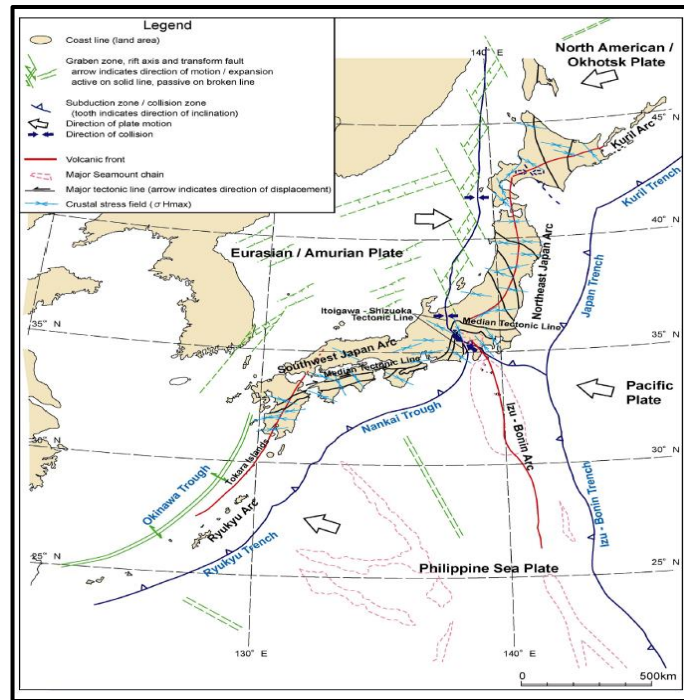 Legend
Coast line (land area)
Graben zone, rift axis and transform fault
arrow indicates direction of motion / expansion
active on solid line, passive on broken line
Subduction zone / collision zone
(tooth indicates direction of inclination)
Direction of plate motion
Direction of collision
Volcanic front
Major Seamount chain
Major tectonic line (arrow indicates direction of displacement)
Crustal stress field (σ Hmax)
140° E
North American /
Okhotsk Plate
45° N
Kuril Arc
Kuril Trench
40° N
Eurasian / Amurian Plate
Northeast Japan Arc
Japan Trench
Itoigawa - Shizuoka
Tectonic Line
Median Tectonic Line
35° N
35° N
Southwest Japan Arc
Median Tectonic Line
Pacific
Plate
Nankai Trough
Izu - Bonin Arc
30° N
30° N
Tokara Islands
Okinawa Trough
Ryukyu Arc
Izu - Bonin Trench
Ryukyu Trench
25° N
25° N
Philippine Sea Plate
130° E
140° E
0
500km